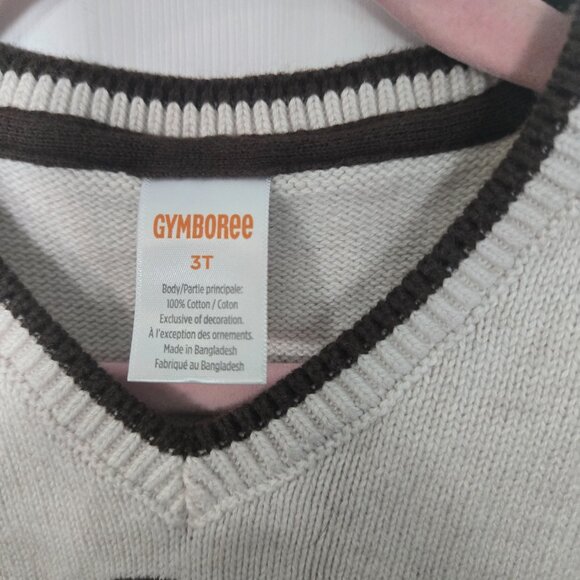 GYMBOREE
3T
Body/Partie principale:
100% Cotton / Coton
Exclusive of decoration.
À l'exception des ornements.
Made in Bangladesh
Fabriqué au Bangladesh